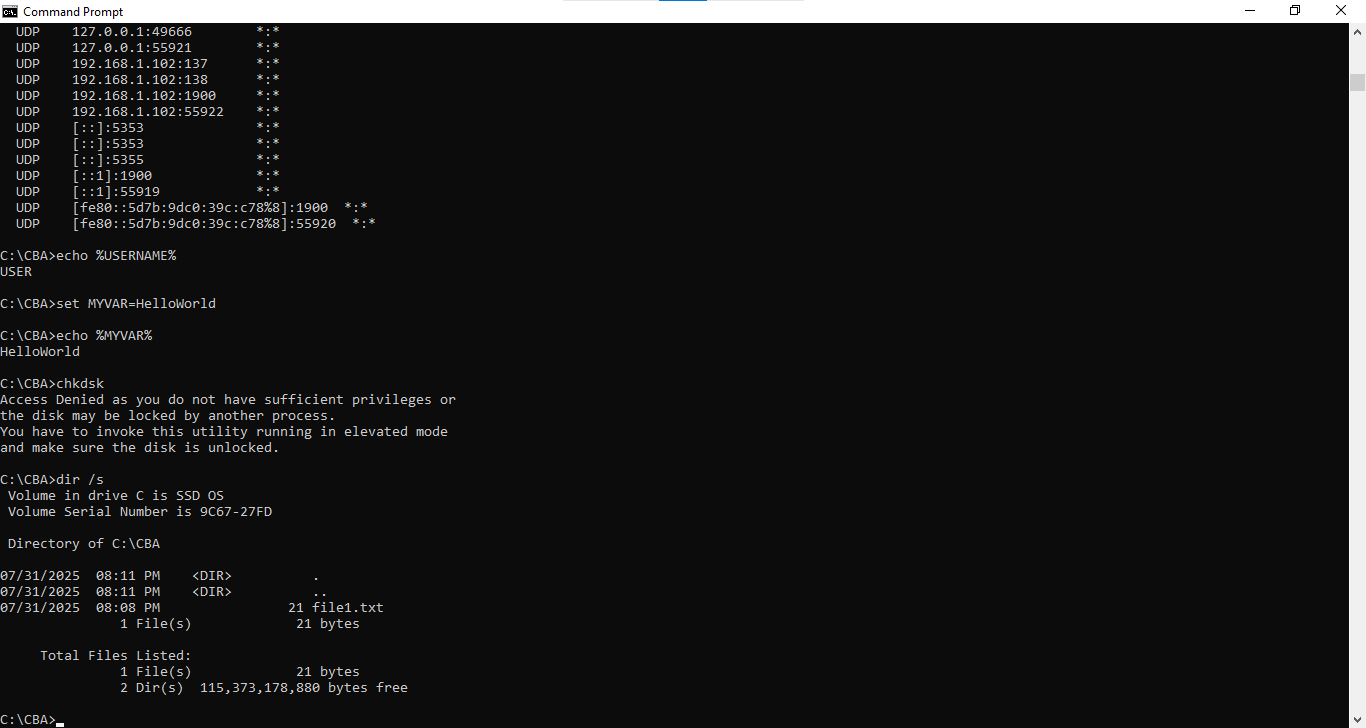 Command Prompt
UDP    127.0.0.1:49666        *:*
UDP    127.0.0.1:55921        *:*
UDP    192.168.1.102:137      *:*
UDP    192.168.1.102:138      *:*
UDP    192.168.1.102:1900     *:*
UDP    192.168.1.102:55922    *:*
UDP    [::]:5353              *:*
UDP    [::]:5353              *:*
UDP    [::]:5355              *:*
UDP    [::1]:1900             *:*
UDP    [::1]:55919            *:*
UDP    [fe80::5d7b:9dc0:39c:c78%8]:1900  *:*
UDP    [fe80::5d7b:9dc0:39c:c78%8]:55920  *:*
C:\CBA>echo %USERNAME%
USER
C:\CBA>set MYVAR=HelloWorld
C:\CBA>echo %MYVAR%
HelloWorld
C:\CBA>chkdsk
Access Denied as you do not have sufficient privileges or
the disk may be locked by another process.
You have to invoke this utility running in elevated mode
and make sure the disk is unlocked.
C:\CBA>dir /s
Volume in drive C is SSD OS
Volume Serial Number is 9C67-27FD
Directory of C:\CBA
07/31/2025  08:11 PM    <DIR>          .
07/31/2025  08:11 PM    <DIR>          ..
07/31/2025  08:08 PM                21 file1.txt
1 File(s)             21 bytes
Total Files Listed:
1 File(s)             21 bytes
2 Dir(s)  115,373,178,880 bytes free
C:\CBA>